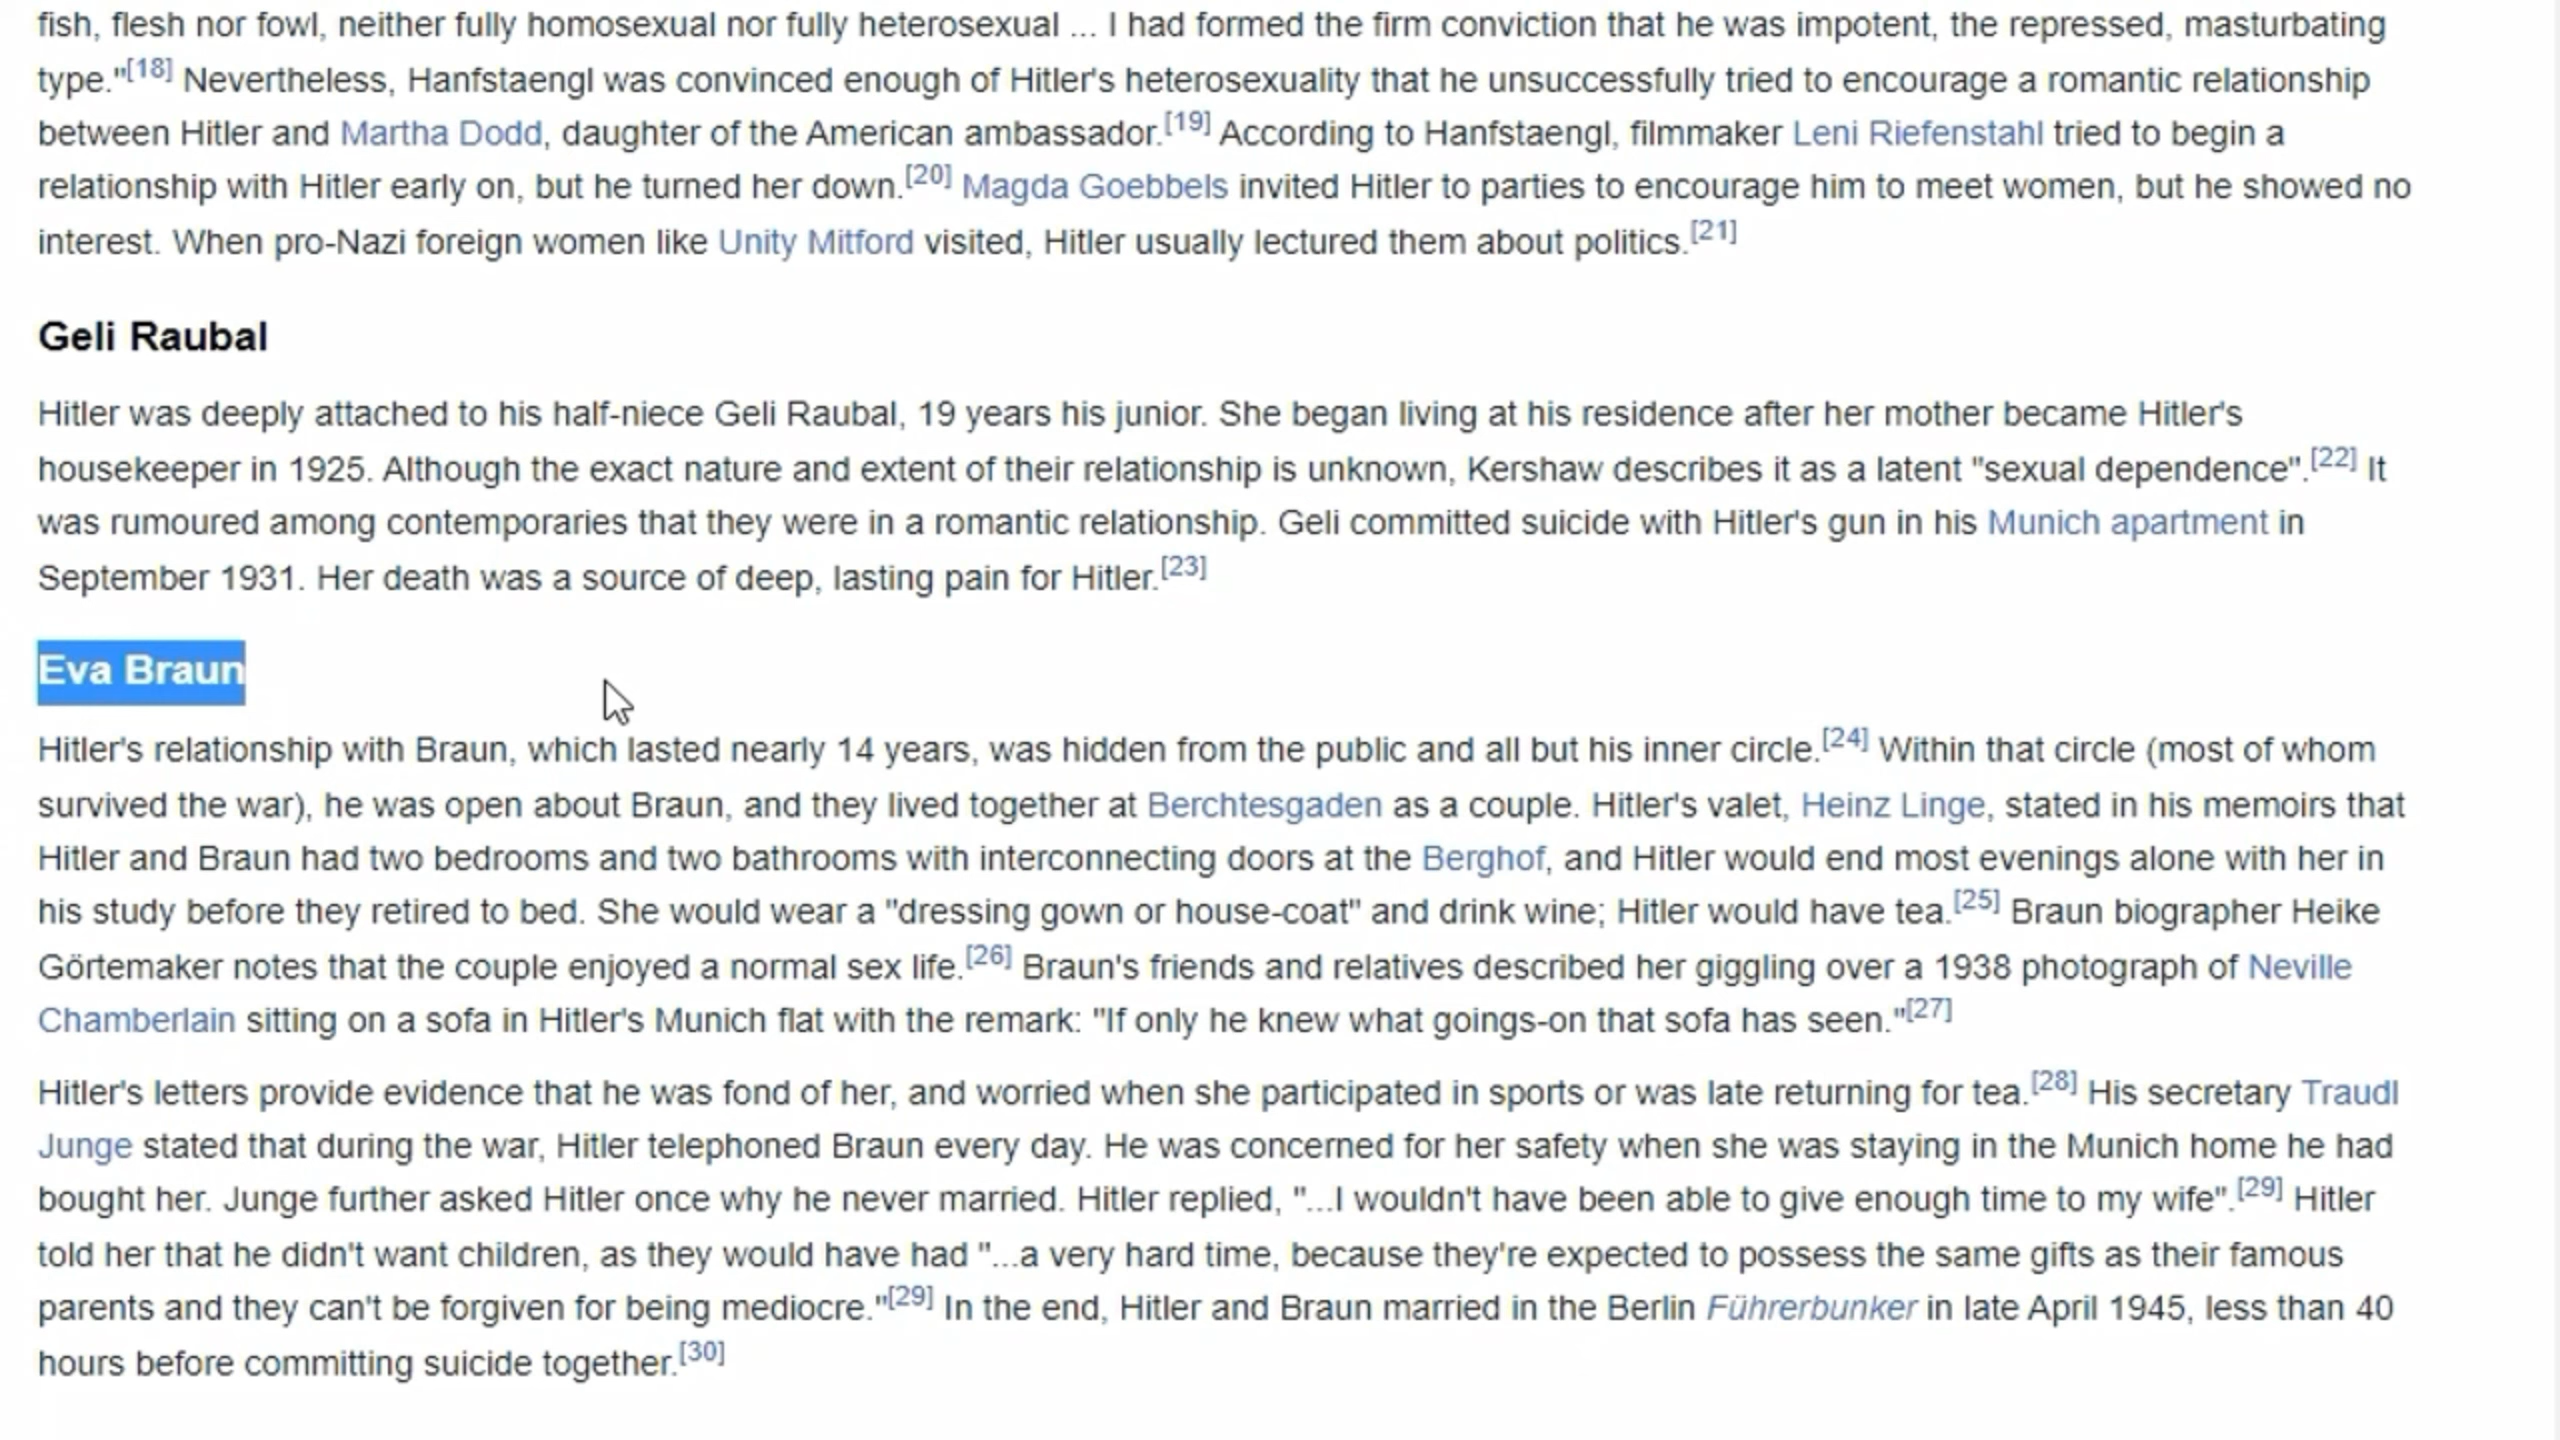 fish, flesh nor fowl, neither fully homosexual nor fully heterosexual ... I had formed the firm conviction that he was impotent, the repressed, masturbating
type."[18] Nevertheless, Hanfstaengl was convinced enough of Hitler's heterosexuality that he unsuccessfully tried to encourage a romantic relationship
between Hitler and Martha Dodd, daughter of the American ambassador.[19] According to Hanfstaengl, filmmaker Leni Riefenstahl tried to begin a
relationship with Hitler early on, but he turned her down.[20] Magda Goebbels invited Hitler to parties to encourage him to meet women, but he showed no
interest. When pro-Nazi foreign women like Unity Mitford visited, Hitler usually lectured them about politics.[21]
Geli Raubal
Hitler was deeply attached to his half-niece Geli Raubal, 19 years his junior. She began living at his residence after her mother became Hitler's
housekeeper in 1925. Although the exact nature and extent of their relationship is unknown, Kershaw describes it as a latent "sexual dependence".[22] It
was rumoured among contemporaries that they were in a romantic relationship. Geli committed suicide with Hitler's gun in his Munich apartment in
September 1931. Her death was a source of deep, lasting pain for Hitler.[23]
Eva Braun
Hitler's relationship with Braun, which lasted nearly 14 years, was hidden from the public and all but his inner circle.[24] Within that circle (most of whom
survived the war), he was open about Braun, and they lived together at Berchtesgaden as a couple. Hitler's valet, Heinz Linge, stated in his memoirs that
Hitler and Braun had two bedrooms and two bathrooms with interconnecting doors at the Berghof, and Hitler would end most evenings alone with her in
his study before they retired to bed. She would wear a "dressing gown or house-coat" and drink wine; Hitler would have tea.[25] Braun biographer Heike
Görtemaker notes that the couple enjoyed a normal sex life.[26] Braun's friends and relatives described her giggling over a 1938 photograph of Neville
Chamberlain sitting on a sofa in Hitler's Munich flat with the remark: "If only he knew what goings-on that sofa has seen."[27]
Hitler's letters provide evidence that he was fond of her, and worried when she participated in sports or was late returning for tea.[28] His secretary Traudl
Junge stated that during the war, Hitler telephoned Braun every day. He was concerned for her safety when she was staying in the Munich home he had
bought her. Junge further asked Hitler once why he never married. Hitler replied, "...I wouldn't have been able to give enough time to my wife".[29] Hitler
told her that he didn't want children, as they would have had "...a very hard time, because they're expected to possess the same gifts as their famous
parents and they can't be forgiven for being mediocre."[29] In the end, Hitler and Braun married in the Berlin Führerbunker in late April 1945, less than 40
hours before committing suicide together.[30]